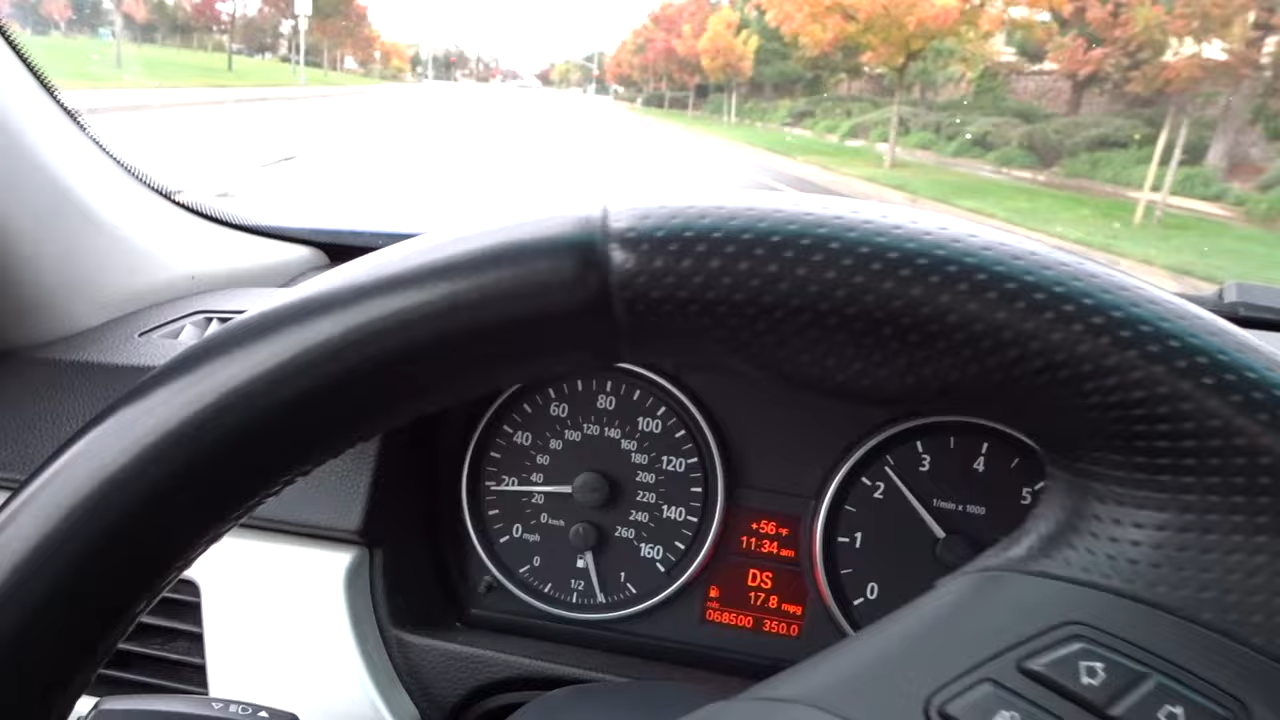 0 20 40 60 80 100 120 140 160
mph
0 20 40 60 80 100 120 140 160 180 200 220 240 260
km/h
0 1/2 1
+56 °F
11:34 am
DS
17.8 mpg
mls
068500 350.0
0 1 2 3 4 5
1/min x 1000